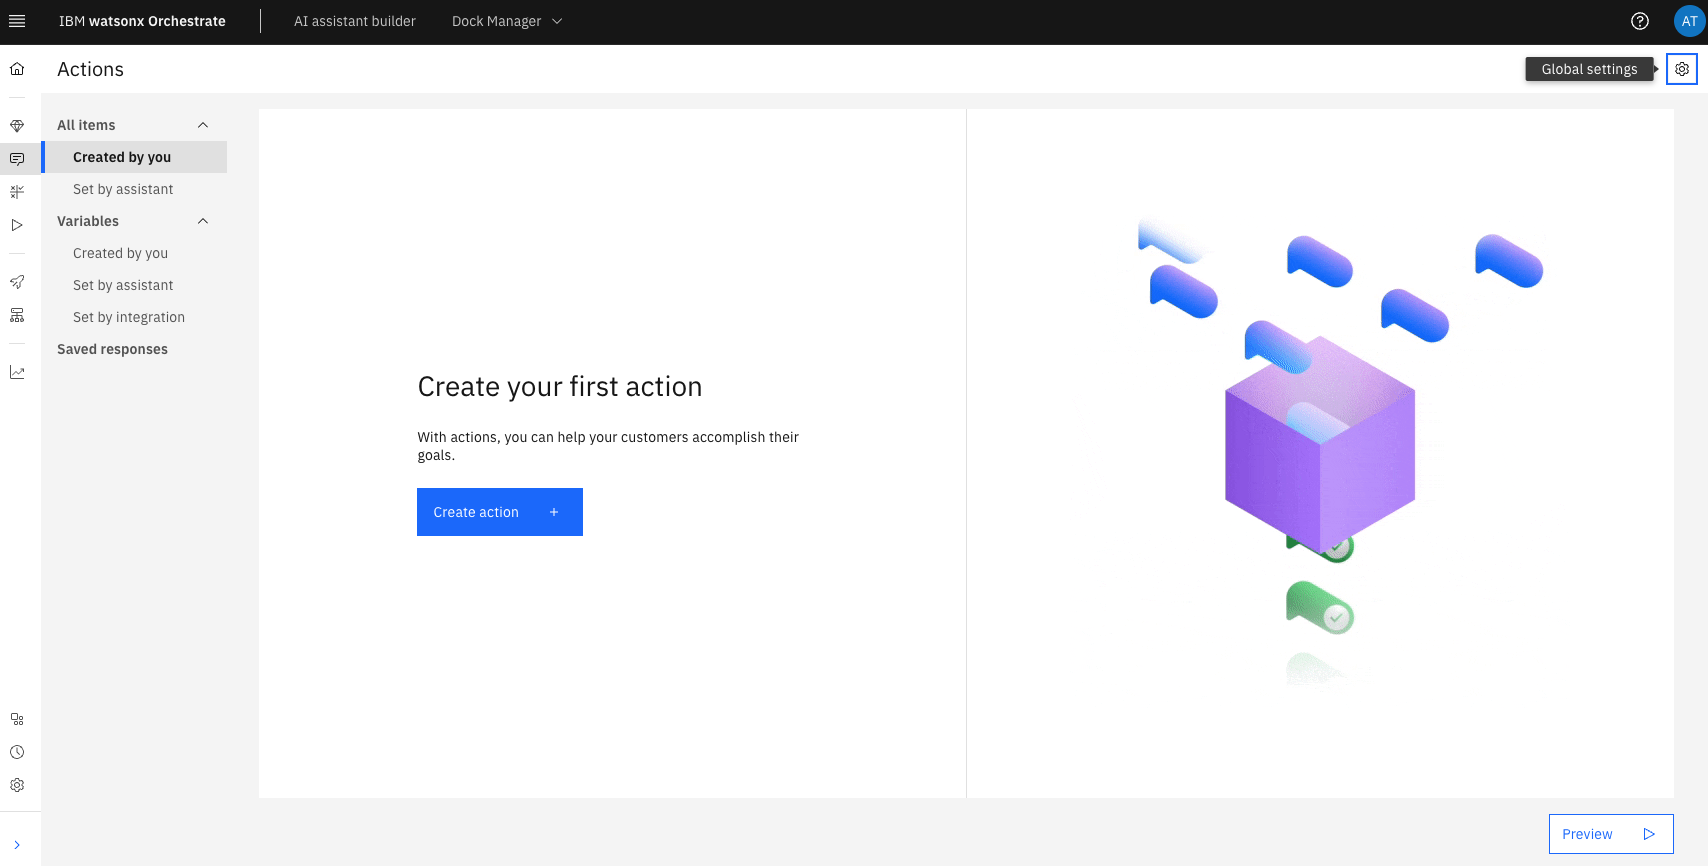 IBM watsonx Orchestrate
AI assistant builder
Dock Manager
AT
Actions
Global settings
All items
Created by you
Set by assistant
Variables
Created by you
Set by assistant
Set by integration
Saved responses
Create your first action
With actions, you can help your customers accomplish their
goals.
Create action +
Preview